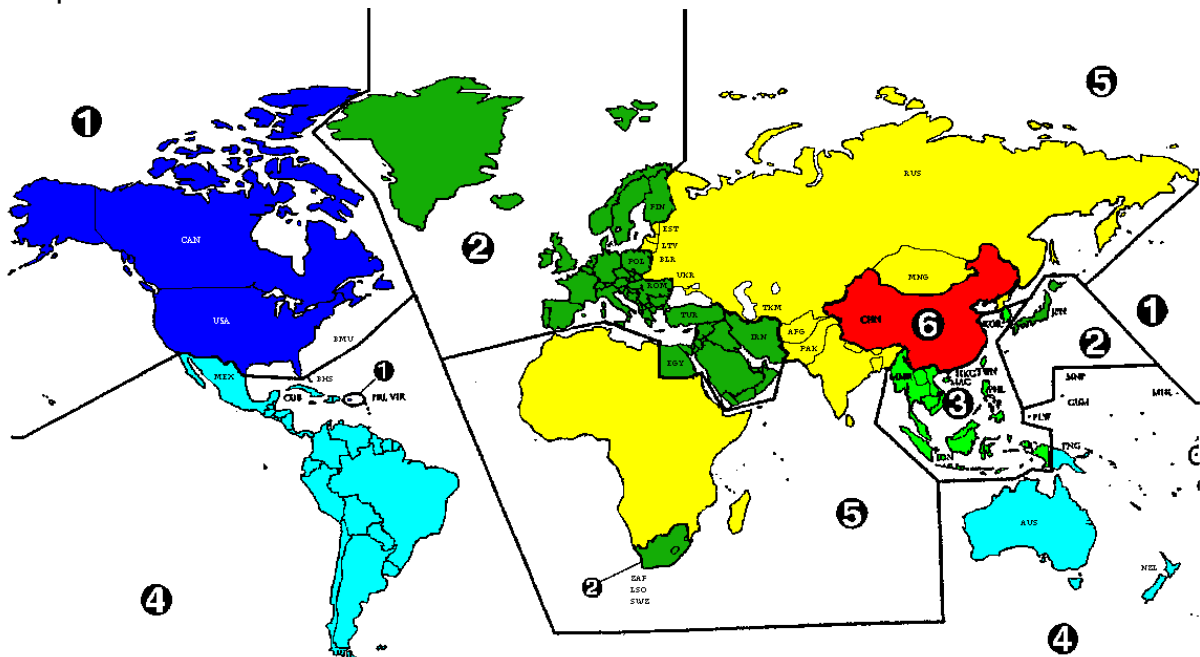 1
5
RUS
FIN
EST
CAN
2
LTV
BLR
POL
UKR
ROM
MNG
TKM
USA
TUR
CHN
6
KOR
JPN
1
BMU
IRN
AFG
PAK
2
EGY
MEX
BHS
1
HKG
TWN
MAC
MNP
CUB
PRI, VIR
PHL
3
GUM
PLW
PNG
5
AUS
4
NZL
2
ZAF
LSO
SWZ
4